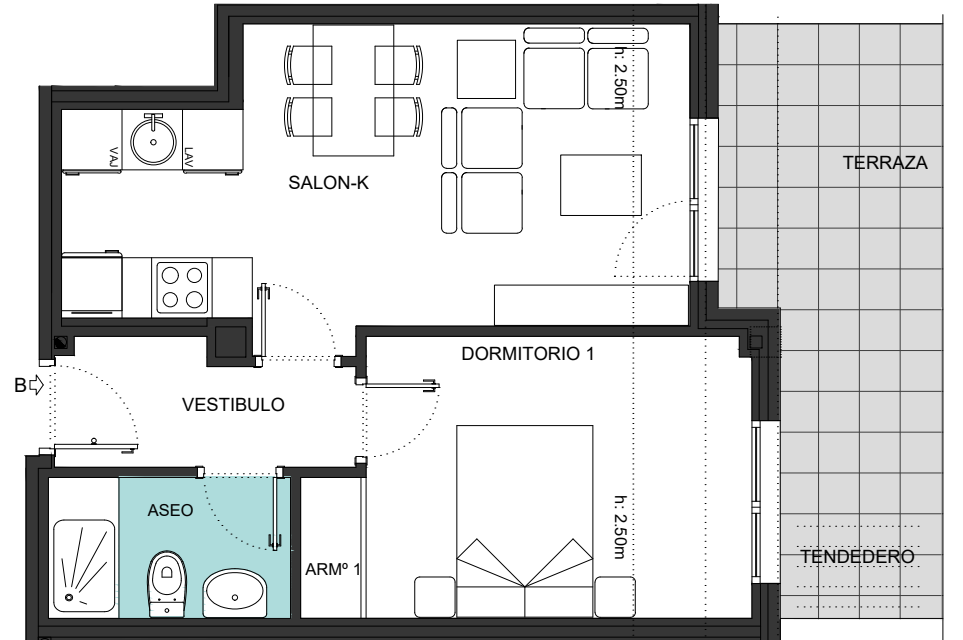 h: 2.50m
TERRAZA
VAJ
LAV
SALON-K
DORMITORIO 1
B
VESTIBULO
ASEO
h: 2.50m
TENDEDERO
ARMº 1